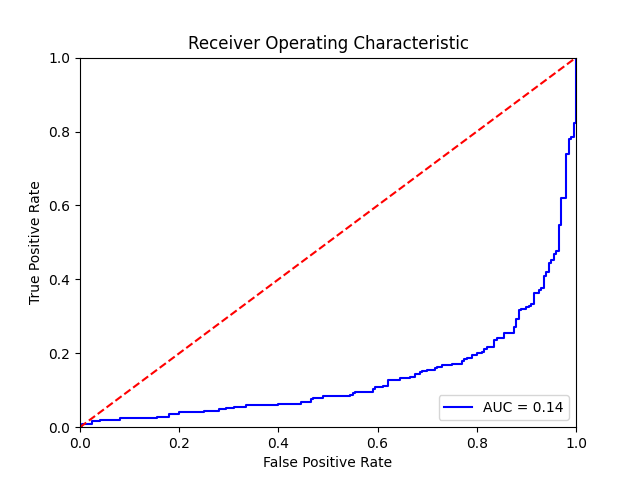 Receiver Operating Characteristic
1.0
0.8
0.6
0.4
0.2
0.0
True Positive Rate
AUC = 0.14
0.0 0.2 0.4 0.6 0.8 1.0
False Positive Rate